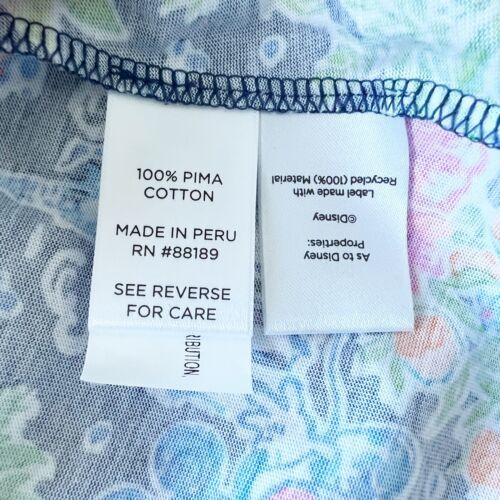 100% PIMA
COTTON
MADE IN PERU
RN #88189
SEE REVERSE
FOR CARE
RIBUTION.
As to Disney
Properties:
©Disney
Label made with
Recycled (100%) Material